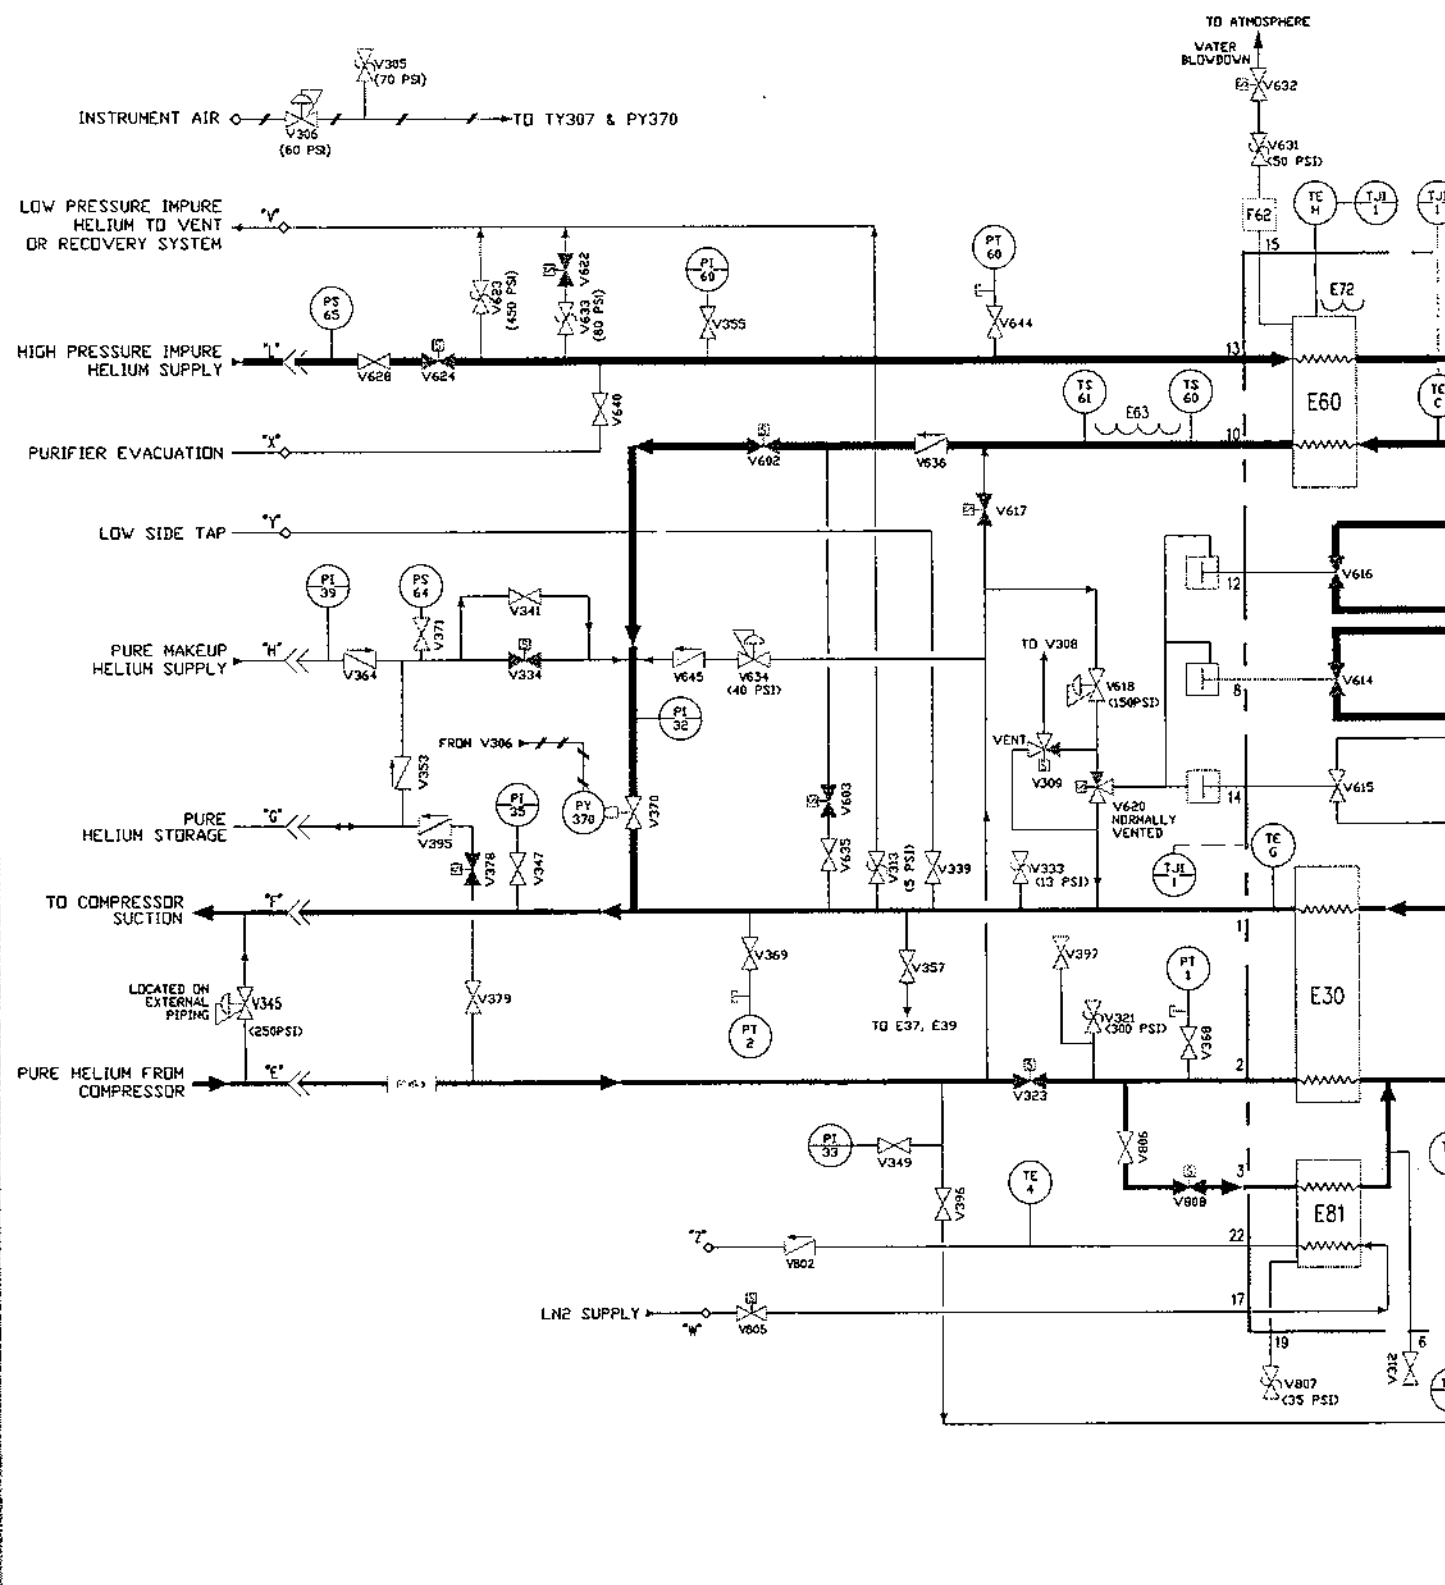 TO ATMOSPHERE
WATER
BLOWDOWN
V632
V305
(70 PSI)
INSTRUMENT AIR
V306
(60 PSI)
TO TY307 & PY370
V631
(50 PSI)
LOW PRESSURE IMPURE
HELIUM TO VENT
OR RECOVERY SYSTEM
"V"
F62
TE
H
TJI
1
TJI
1
15
PT
60
PI
60
V622
V623
(450 PSI)
V633
(80 PSI)
E72
PS
65
V355
V644
HIGH PRESSURE IMPURE
HELIUM SUPPLY
"L"
V628
V624
13
V640
TS
61
E63
TS
60
E60
TE
C
PURIFIER EVACUATION
"X"
V602
V636
10
V617
LOW SIDE TAP
"Y"
PI
39
PS
64
V341
V371
12
V616
PURE MAKEUP
HELIUM SUPPLY
"H"
V364
V334
V645
V634
(40 PSI)
TO V308
V618
(150PSI)
8
V614
PI
32
FROM V306
VENT
V309
V353
PI
35
PY
370
V370
V603
V620
NORMALLY
VENTED
14
V615
PURE
HELIUM STORAGE
"G"
V395
V378
V347
V635
V313
(5 PSI)
V339
V333
(13 PSI)
TJI
1
TE
G
TO COMPRESSOR
SUCTION
"F"
1
V369
V357
V397
PT
1
LOCATED ON
EXTERNAL
PIPING
V345
(250PSI)
V379
PT
2
TO E37, E39
V321
(300 PSI)
V368
E30
PURE HELIUM FROM
COMPRESSOR
"E"
V323
2
PI
33
V349
V806
V396
TE
4
V808
3
E81
"Z"
V802
22
LN2 SUPPLY
"W"
V805
17
19
6
V312
V807
(35 PSI)